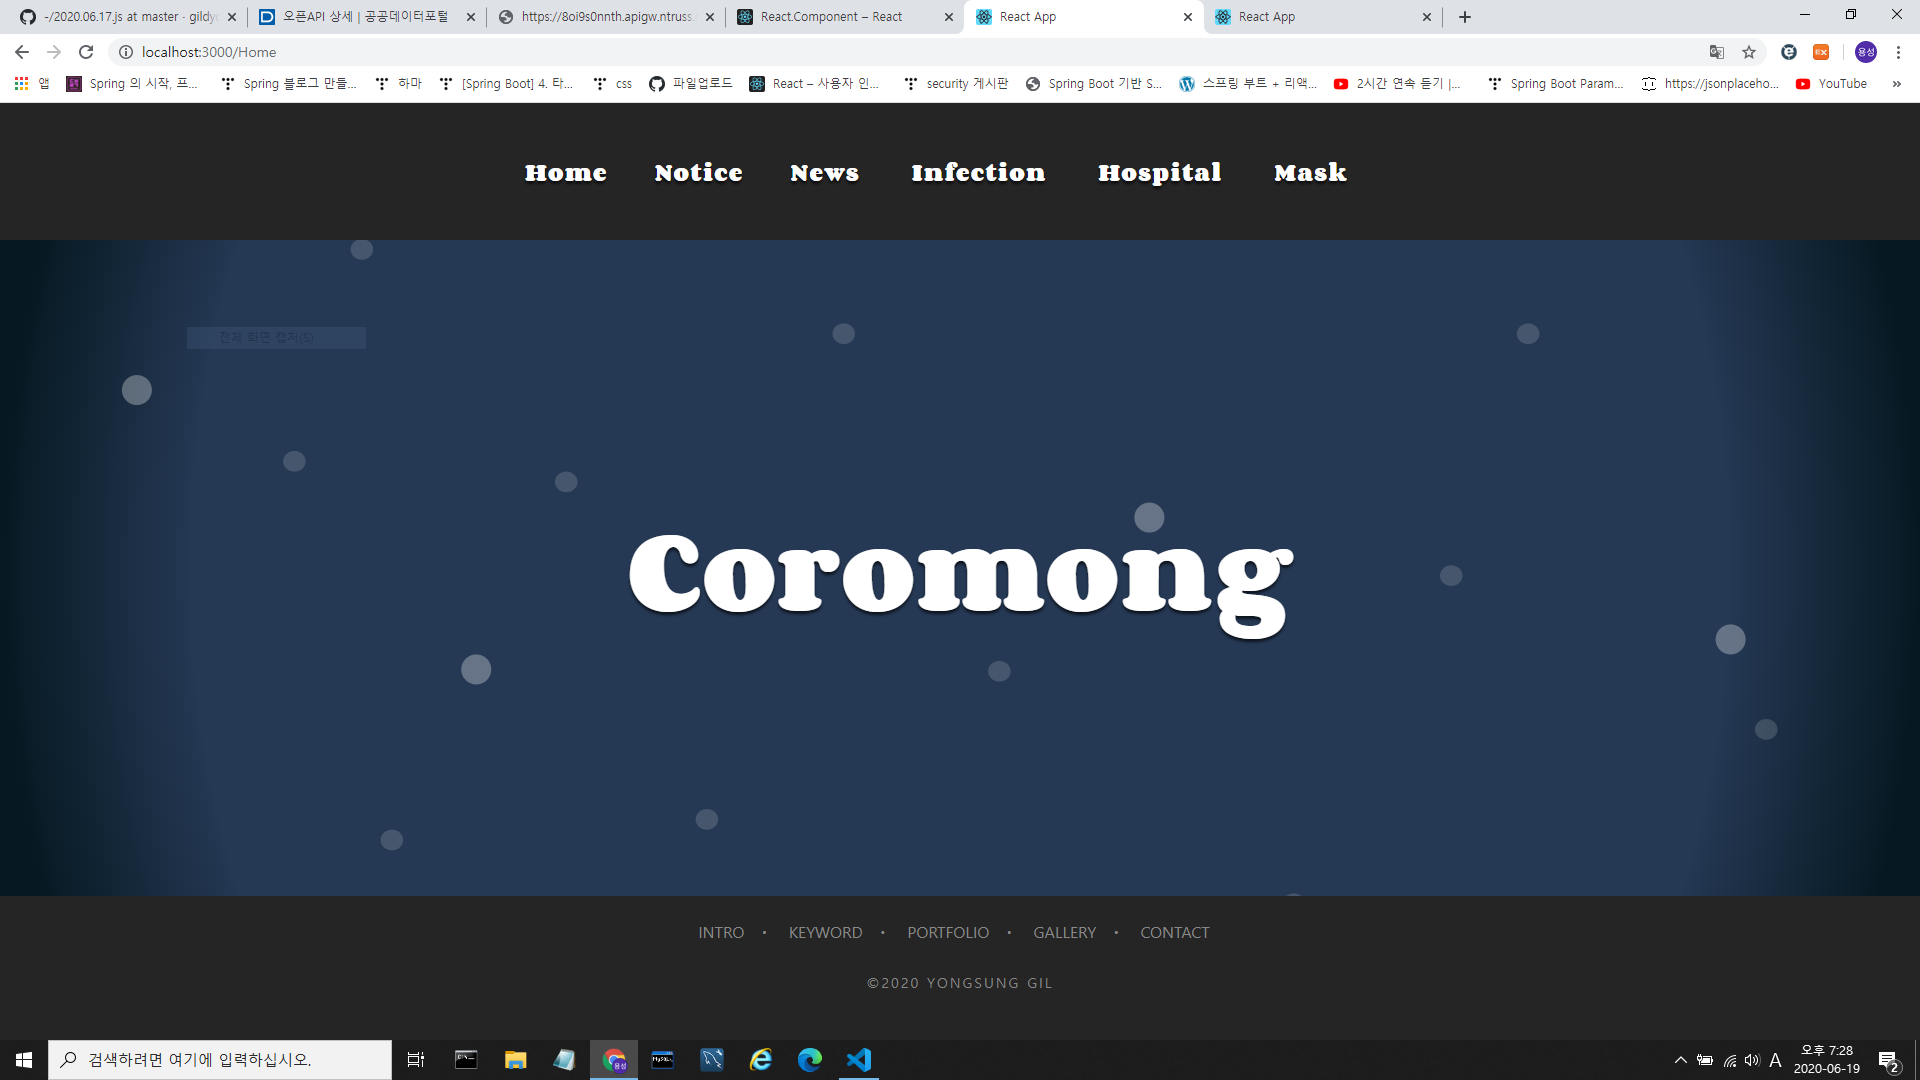 -/2020.06.17.js at master · gildy
오픈API 상세 | 공공데이터포털
https://8oi9s0nnth.apigw.ntruss.
React.Component – React
React App
React App
localhost:3000/Home
앱
Spring 의 시작, 프...
Spring 블로그 만들...
하마
[Spring Boot] 4. 타...
css
파일업로드
React – 사용자 인...
security 게시판
Spring Boot 기반 S...
스프링 부트 + 리액...
2시간 연속 듣기 |...
Spring Boot Param...
https://jsonplaceho...
YouTube
»
Home Notice News Infection Hospital Mask
전체 화면 캡처(S)
Coromong
INTRO • KEYWORD • PORTFOLIO • GALLERY • CONTACT
©2020 YONGSUNG GIL
검색하려면 여기에 입력하십시오.
A
오후 7:28
2020-06-19
2